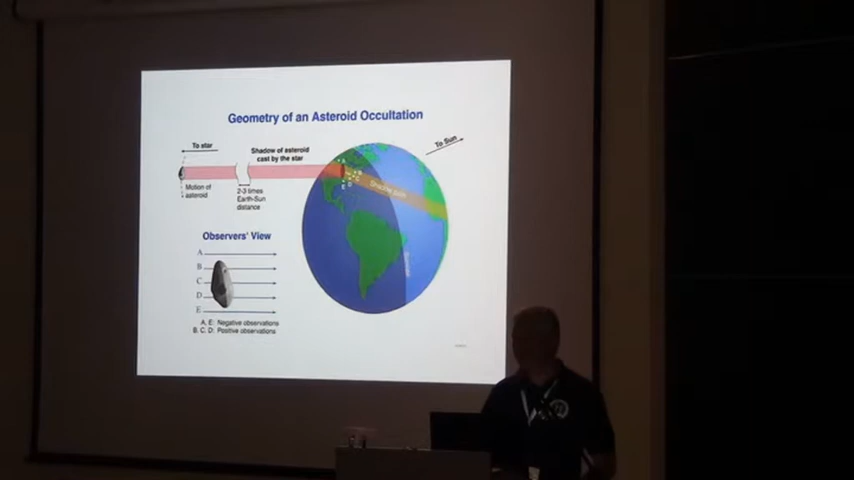 Geometry of an Asteroid Occultation
To star
Shadow of asteroid
cast by the star
To Sun
Motion of
asteroid
2-3 times
Earth-Sun
distance
Shadow path
Observers' View
A
B
C
D
E
A, E: Negative observations
B, C, D: Positive observations